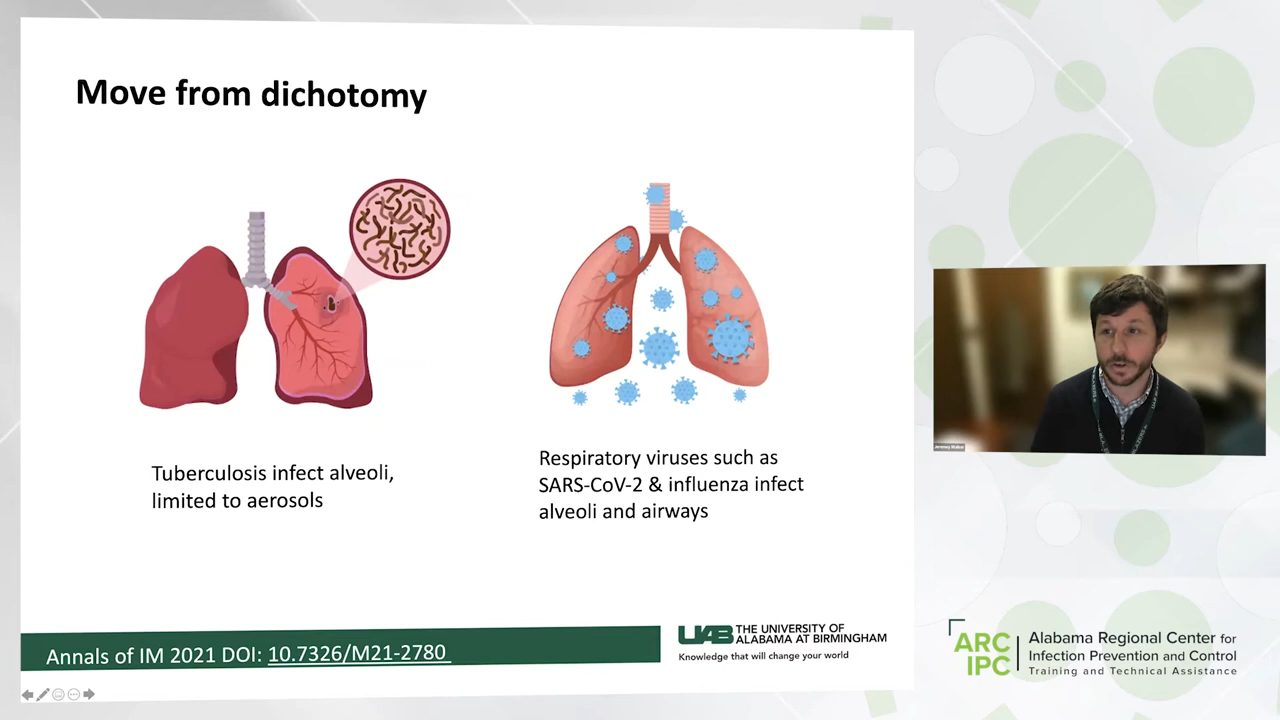 Move from dichotomy
Tuberculosis infect alveoli,
limited to aerosols
Respiratory viruses such as
SARS-CoV-2 & influenza infect
alveoli and airways
Annals of IM 2021 DOI: 10.7326/M21-2780
UAB THE UNIVERSITY OF
ALABAMA AT BIRMINGHAM
Knowledge that will change your world
Jeremey Walker
ARC
IPC
Alabama Regional Center for
Infection Prevention and Control
Training and Technical Assistance